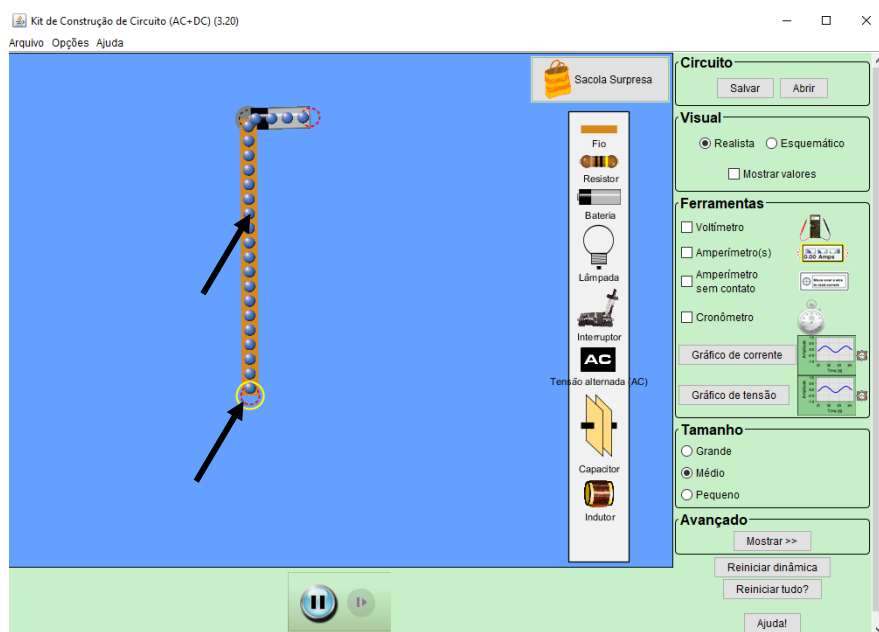 Kit de Construção de Circuito (AC+DC) (3.20)
Arquivo Opções Ajuda
Sacola Surpresa
Fio
Resistor
Bateria
Lâmpada
Interruptor
AC
Tensão alternada (AC)
Capacitor
Indutor
Circuito
Salvar Abrir
Visual
Realista Esquemático
Mostrar valores
Ferramentas
Voltímetro
Amperímetro(s)
0.00 Amps
Amperímetro
sem contato
Cronômetro
Gráfico de corrente
Gráfico de tensão
Tamanho
Grande
Médio
Pequeno
Avançado
Mostrar >>
Reiniciar dinâmica
Reiniciar tudo?
Ajuda!